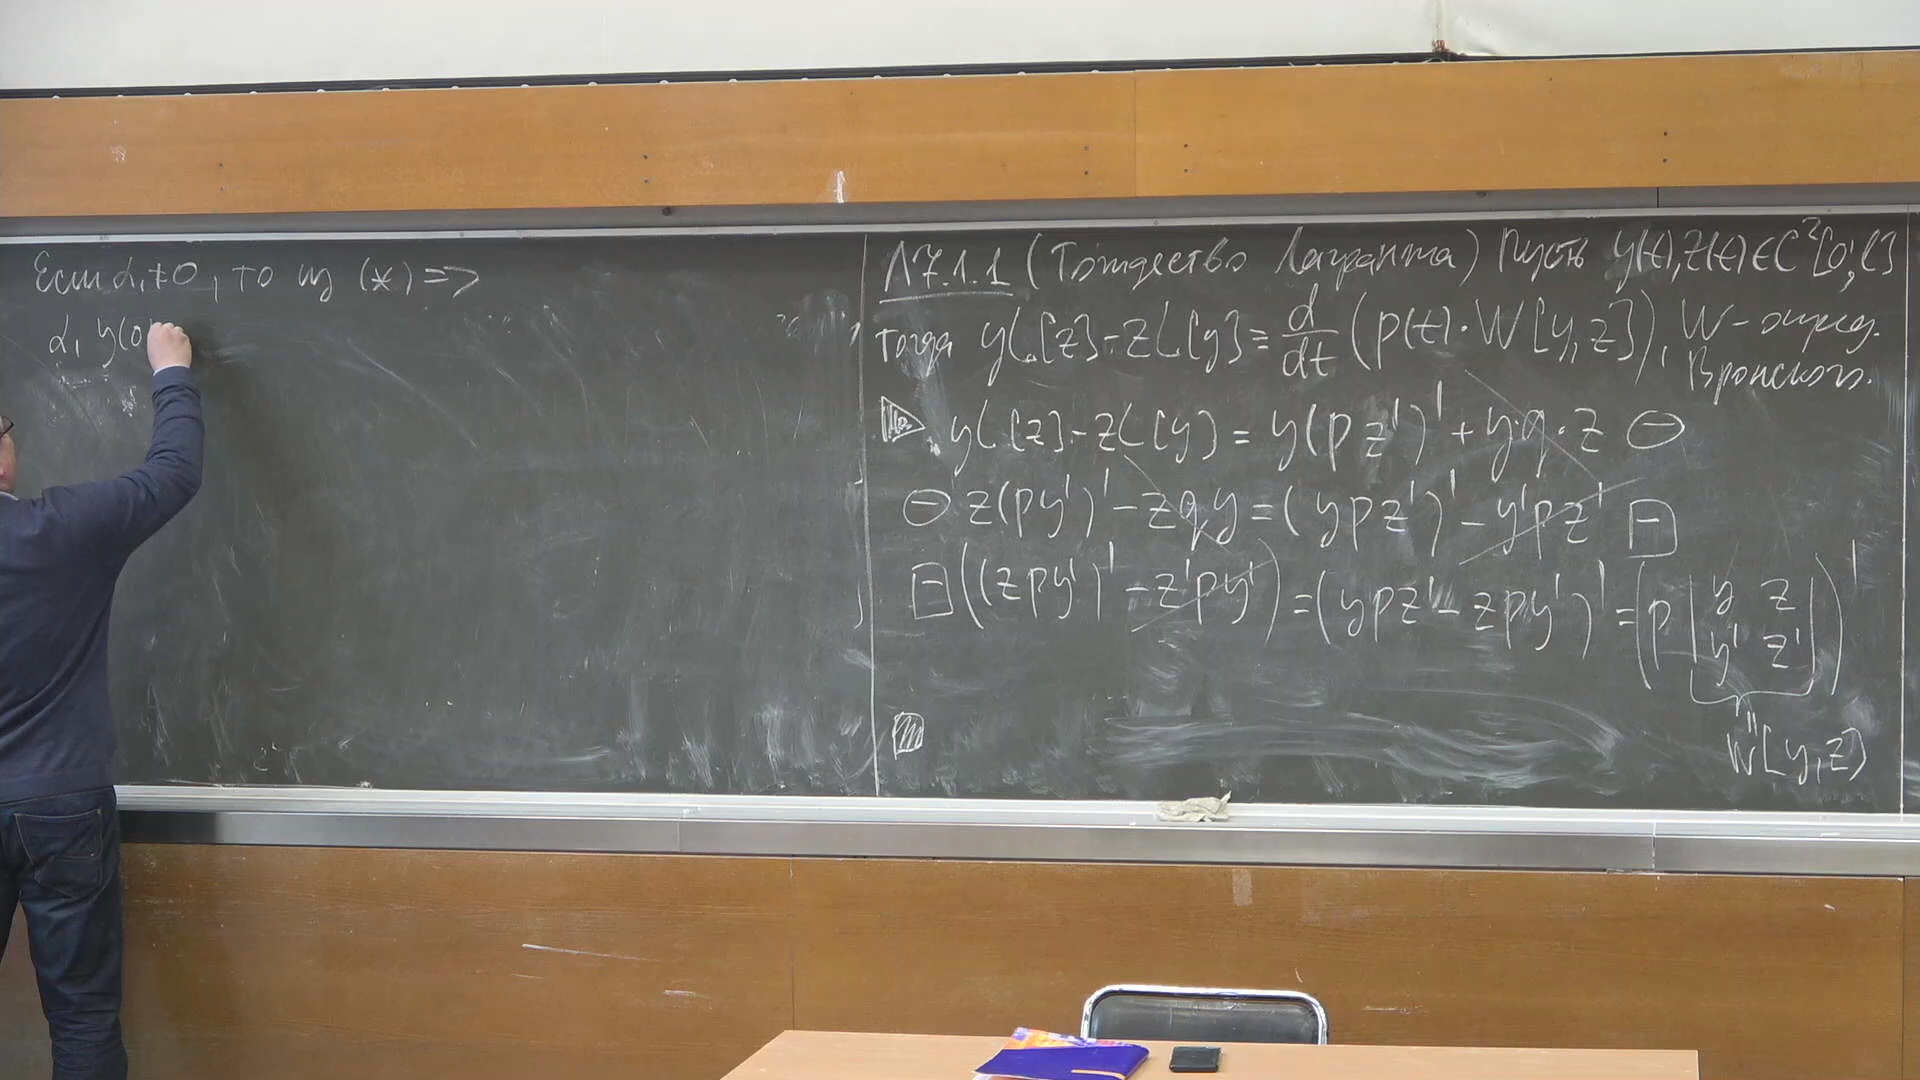 Если α₁≠0, то из (*) =>
α₁ y(0
Л7.1.1 (Тождество Лагранжа) Пусть y(t), z(t) ∈ C²[0; l]
тогда yL[z] - zL[y] ≡ d/dt (p(t)·W[y, z]), W - опред.
Вронского.
yL[z] - zL[y] = y(pz')' + y·q·z ⊖
⊖ z(py')' - zqy = (ypz')' - y'pz' ⊟
⊟ ((zpy')' - z'py') = (ypz' - zpy')' = (p |y z; y' z'|)'
W[y, z]